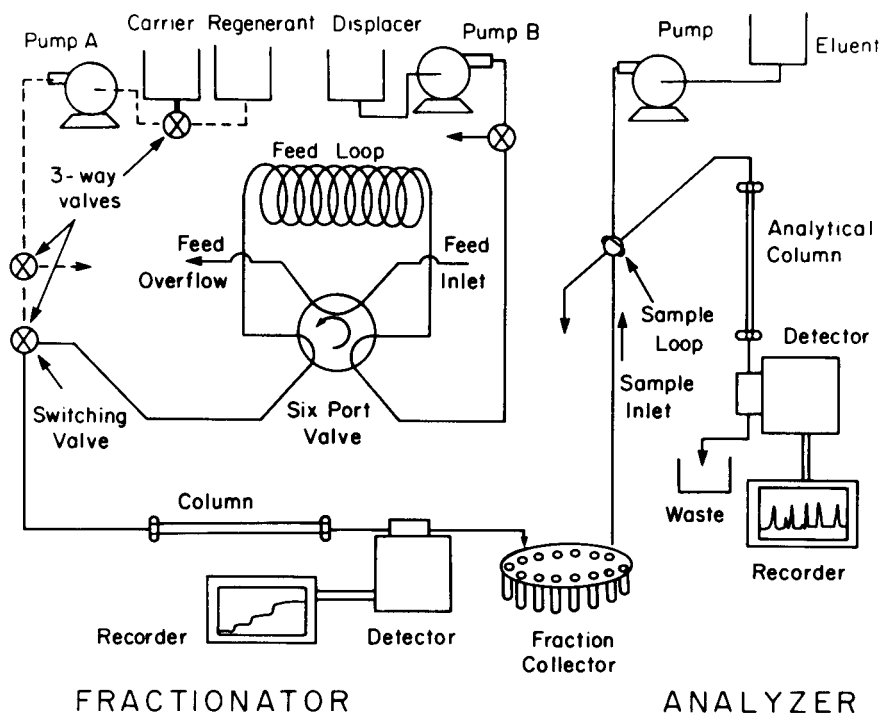 Pump A
Carrier
Regenerant
Displacer
Pump B
Pump
Eluent
3-way
valves
Feed Loop
Feed
Overflow
Feed
Inlet
Analytical
Column
Sample
Loop
Detector
Sample
Inlet
Switching
Valve
Six Port
Valve
Column
Waste
Recorder
Recorder
Detector
Fraction
Collector
FRACTIONATOR
ANALYZER